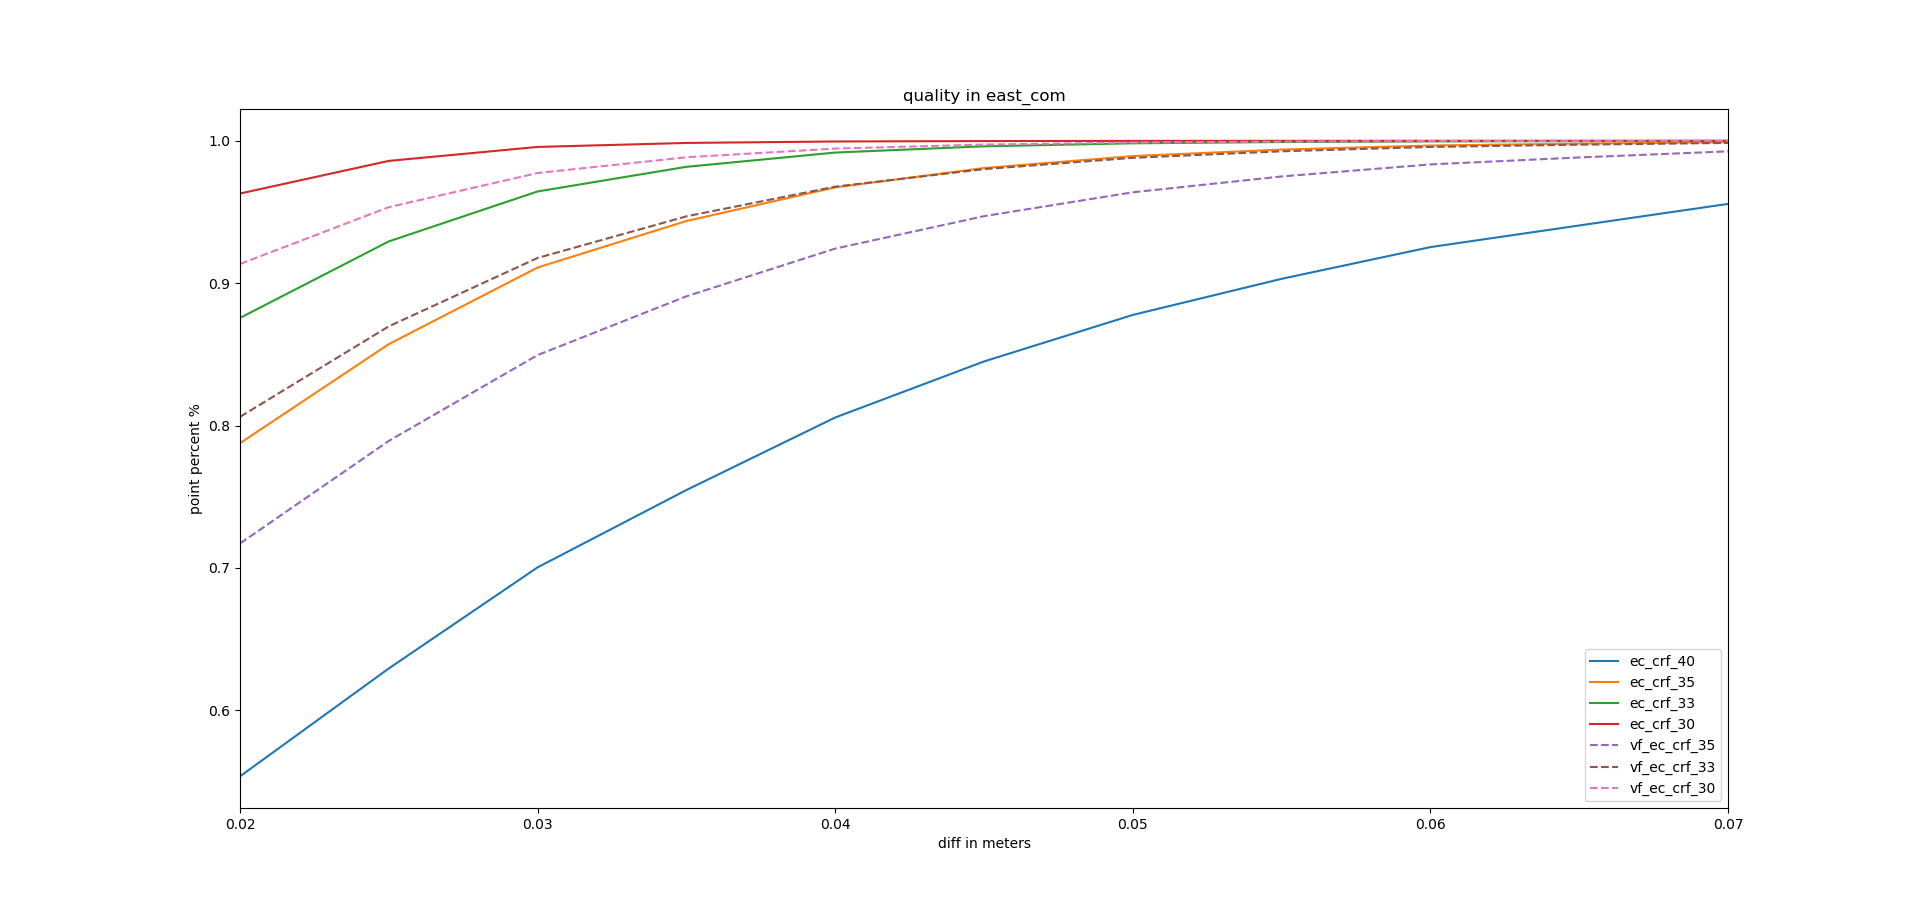 quality in east_com
1.0
0.9
0.8
0.7
0.6
point percent %
0.02
0.03
0.04
0.05
0.06
0.07
diff in meters
ec_crf_40
ec_crf_35
ec_crf_33
ec_crf_30
vf_ec_crf_35
vf_ec_crf_33
vf_ec_crf_30